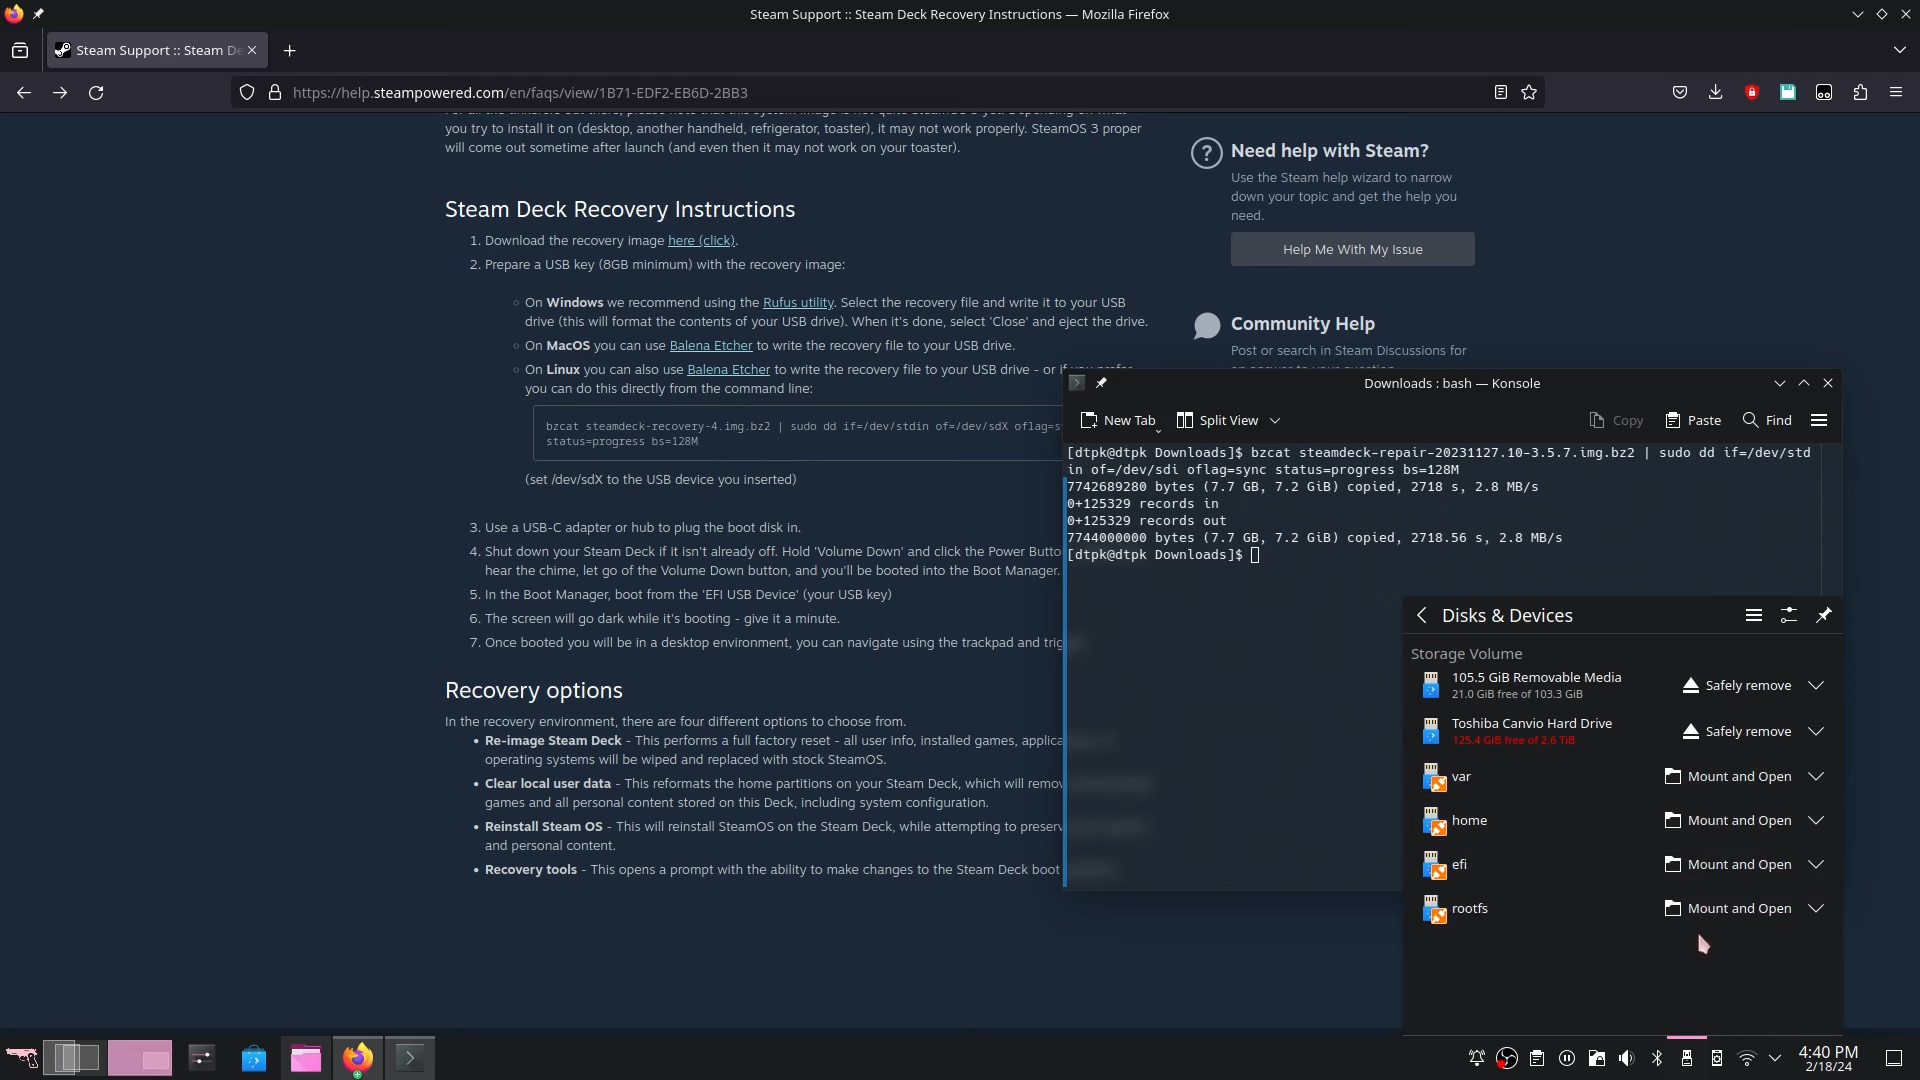 Steam Support :: Steam Deck Recovery Instructions — Mozilla Firefox
Steam Support :: Steam De
https://help.steampowered.com/en/faqs/view/1B71-EDF2-EB6D-2BB3
you try to install it on (desktop, another handheld, refrigerator, toaster), it may not work properly. SteamOS 3 proper
will come out sometime after launch (and even then it may not work on your toaster).
Steam Deck Recovery Instructions
1. Download the recovery image here (click).
2. Prepare a USB key (8GB minimum) with the recovery image:
On Windows we recommend using the Rufus utility. Select the recovery file and write it to your USB
drive (this will format the contents of your USB drive). When it's done, select 'Close' and eject the drive.
On MacOS you can use Balena Etcher to write the recovery file to your USB drive.
On Linux you can also use Balena Etcher to write the recovery file to your USB drive - or if you prefer
you can do this directly from the command line:
bzcat steamdeck-recovery-4.img.bz2 | sudo dd if=/dev/stdin of=/dev/sdX oflag=s
status=progress bs=128M
(set /dev/sdX to the USB device you inserted)
3. Use a USB-C adapter or hub to plug the boot disk in.
4. Shut down your Steam Deck if it isn't already off. Hold 'Volume Down' and click the Power Butto
hear the chime, let go of the Volume Down button, and you'll be booted into the Boot Manager.
5. In the Boot Manager, boot from the 'EFI USB Device' (your USB key)
6. The screen will go dark while it's booting - give it a minute.
7. Once booted you will be in a desktop environment, you can navigate using the trackpad and trig
Recovery options
In the recovery environment, there are four different options to choose from.
Re-image Steam Deck - This performs a full factory reset - all user info, installed games, applica
operating systems will be wiped and replaced with stock SteamOS.
Clear local user data - This reformats the home partitions on your Steam Deck, which will remov
games and all personal content stored on this Deck, including system configuration.
Reinstall Steam OS - This will reinstall SteamOS on the Steam Deck, while attempting to preserv
and personal content.
Recovery tools - This opens a prompt with the ability to make changes to the Steam Deck boot
Need help with Steam?
Use the Steam help wizard to narrow
down your topic and get the help you
need.
Help Me With My Issue
Community Help
Post or search in Steam Discussions for
Downloads : bash — Konsole
New Tab
Split View
Copy
Paste
Find
[dtpk@dtpk Downloads]$ bzcat steamdeck-repair-20231127.10-3.5.7.img.bz2 | sudo dd if=/dev/std
in of=/dev/sdi oflag=sync status=progress bs=128M
7742689280 bytes (7.7 GB, 7.2 GiB) copied, 2718 s, 2.8 MB/s
0+125329 records in
0+125329 records out
7744000000 bytes (7.7 GB, 7.2 GiB) copied, 2718.56 s, 2.8 MB/s
[dtpk@dtpk Downloads]$
Disks & Devices
Storage Volume
105.5 GiB Removable Media
21.0 GiB free of 103.3 GiB
Safely remove
Toshiba Canvio Hard Drive
125.4 GiB free of 2.6 TiB
Safely remove
var
Mount and Open
home
Mount and Open
efi
Mount and Open
rootfs
Mount and Open
4:40 PM
2/18/24